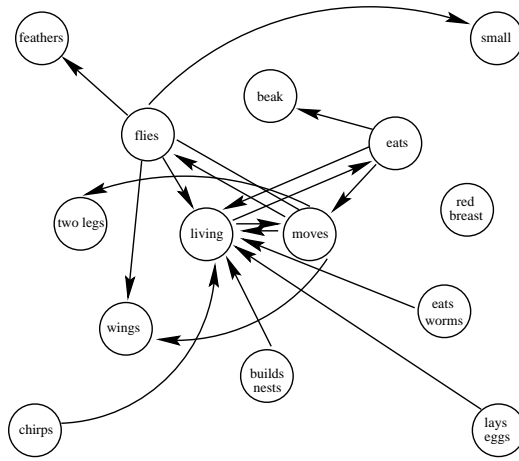 feathers
small
beak
flies
eats
red
breast
two legs
living
moves
eats
worms
wings
builds
nests
chirps
lays
eggs